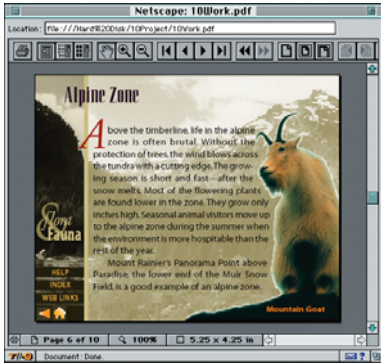 Netscape: 10Work.pdf
Location: file:///Hard%20Disk/10Project/10Work.pdf
Alpine Zone
Above the timberline, life in the alpine
zone is often brutal. Without the
protection of trees, the wind blows across
the tundra with a cutting edge. The grow-
ing season is short and fast—after the
snow melts. Most of the flowering plants
are found lower in the zone. They grow only
inches high. Seasonal animal visitors move up
to the alpine zone during the summer when
the environment is more hospitable than the
rest of the year.
Mount Rainier's Panorama Point above
Paradise, the lower end of the Muir Snow
Field, is a good example of an alpine zone.
Flora
Fauna
HELP
INDEX
WEB LINKS
Mountain Goat
Page 6 of 10 100% 5.25 x 4.25 in
Document: Done.